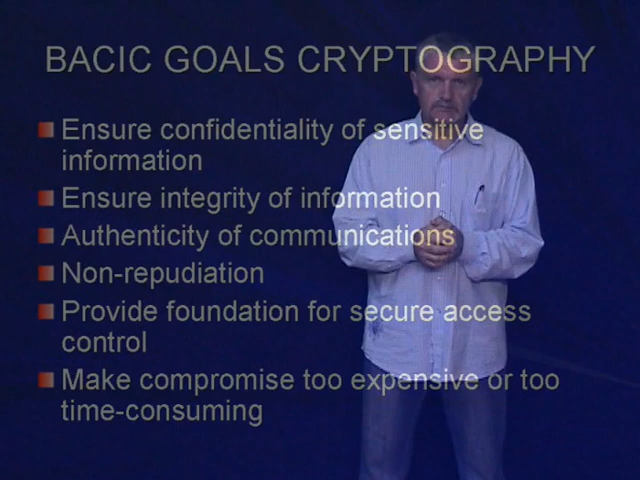 BACIC GOALS CRYPTOGRAPHY
Ensure confidentiality of sensitive
information
Ensure integrity of information
Authenticity of communications
Non-repudiation
Provide foundation for secure access
control
Make compromise too expensive or too
time-consuming